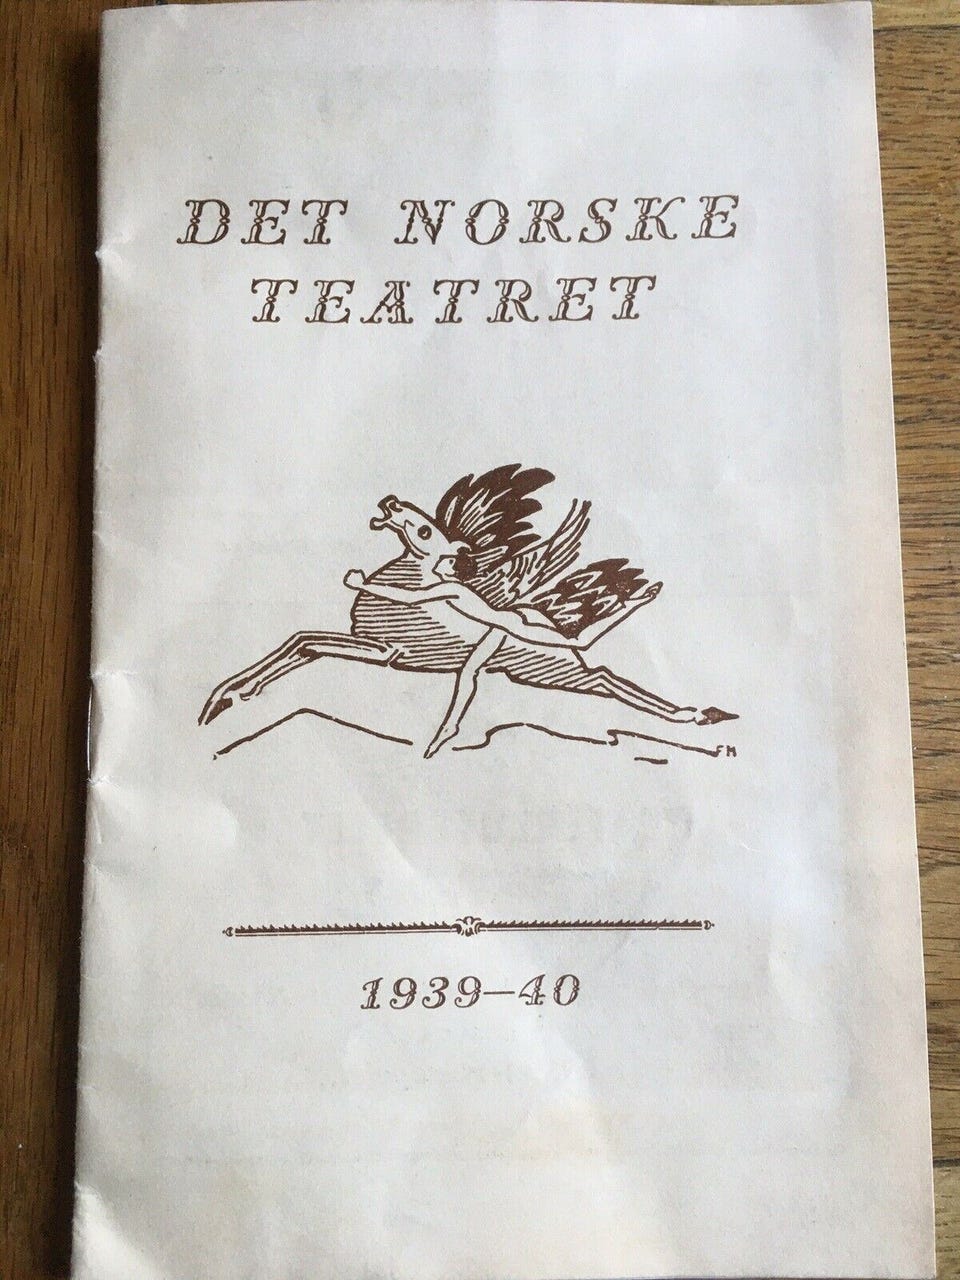 DET NORSKE
TEATRET
FM
1939–40